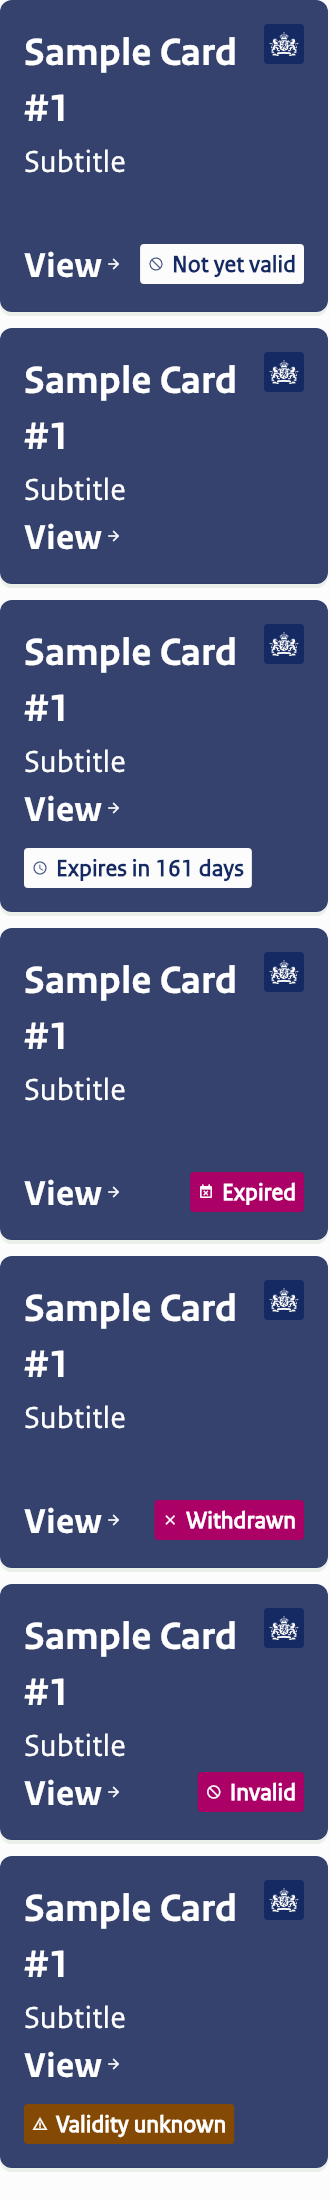 Sample Card
#1
Subtitle
View
Not yet valid
Sample Card
#1
Subtitle
View
Sample Card
#1
Subtitle
View
Expires in 161 days
Sample Card
#1
Subtitle
View
Expired
Sample Card
#1
Subtitle
View
Withdrawn
Sample Card
#1
Subtitle
View
Invalid
Sample Card
#1
Subtitle
View
Validity unknown